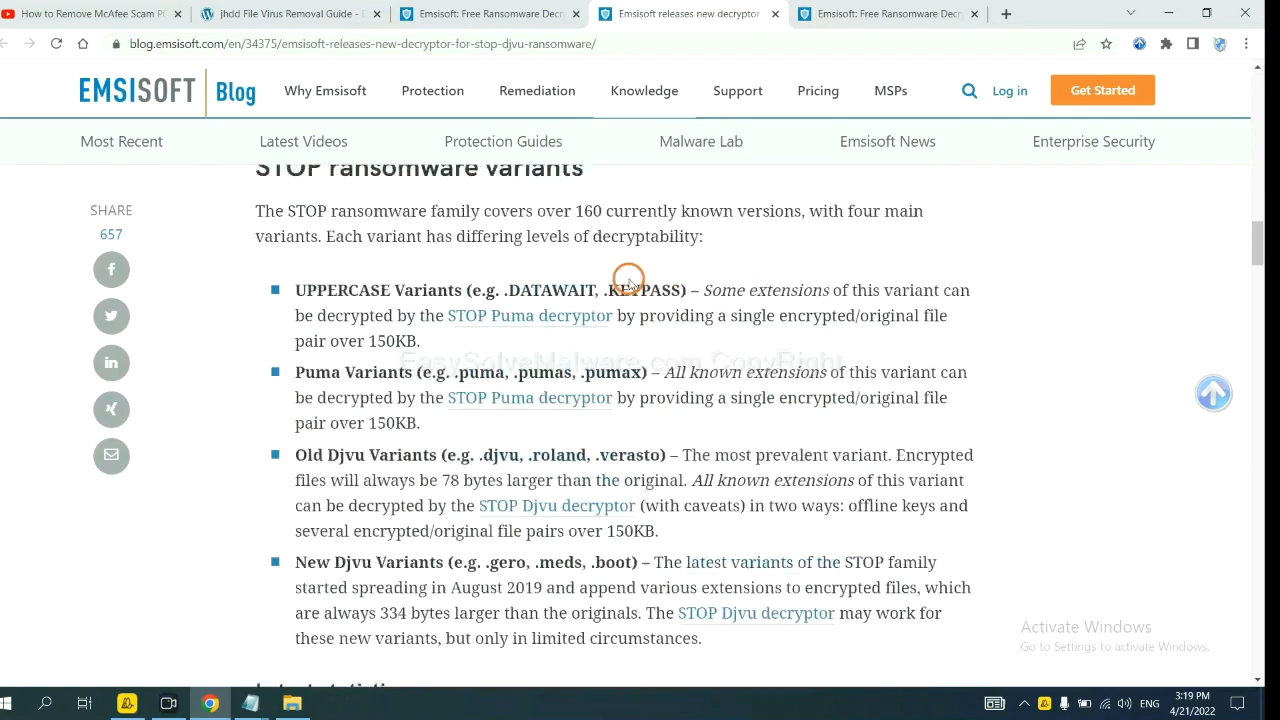 How to Remove McAfee Scam P
jhdd File Virus Removal Guide - D
Emsisoft: Free Ransomware Decr
Emsisoft releases new decryptor
Emsisoft: Free Ransomware Decr
blog.emsisoft.com/en/34375/emsisoft-releases-new-decryptor-for-stop-djvu-ransomware/
EMSISOFT Blog
Why Emsisoft Protection Remediation Knowledge Support Pricing MSPs Log in Get Started
Most Recent Latest Videos Protection Guides Malware Lab Emsisoft News Enterprise Security
STOP ransomware variants
SHARE
657
The STOP ransomware family covers over 160 currently known versions, with four main
variants. Each variant has differing levels of decryptability:
UPPERCASE Variants (e.g. .DATAWAIT, .KEYPASS) – Some extensions of this variant can
be decrypted by the STOP Puma decryptor by providing a single encrypted/original file
pair over 150KB.
EasySolveMalware.com CopyRight
Puma Variants (e.g. .puma, .pumas, .pumax) – All known extensions of this variant can
be decrypted by the STOP Puma decryptor by providing a single encrypted/original file
pair over 150KB.
Old Djvu Variants (e.g. .djvu, .roland, .verasto) – The most prevalent variant. Encrypted
files will always be 78 bytes larger than the original. All known extensions of this variant
can be decrypted by the STOP Djvu decryptor (with caveats) in two ways: offline keys and
several encrypted/original file pairs over 150KB.
New Djvu Variants (e.g. .gero, .meds, .boot) – The latest variants of the STOP family
started spreading in August 2019 and append various extensions to encrypted files, which
are always 334 bytes larger than the originals. The STOP Djvu decryptor may work for
these new variants, but only in limited circumstances.
Activate Windows
Go to Settings to activate Windows.
ENG
3:19 PM
4/21/2022